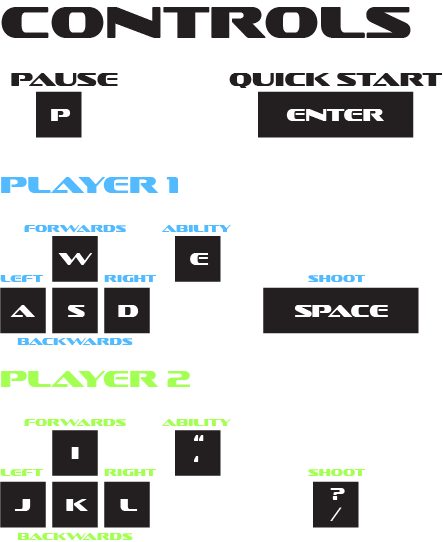 CONTROLS
PAUSE QUICK START
P ENTER
PLAYER 1
FORWARDS ABILITY
W E
LEFT RIGHT SHOOT
A S D SPACE
BACKWARDS
PLAYER 2
FORWARDS ABILITY
I “
‘
LEFT RIGHT SHOOT
J K L ?
/
BACKWARDS